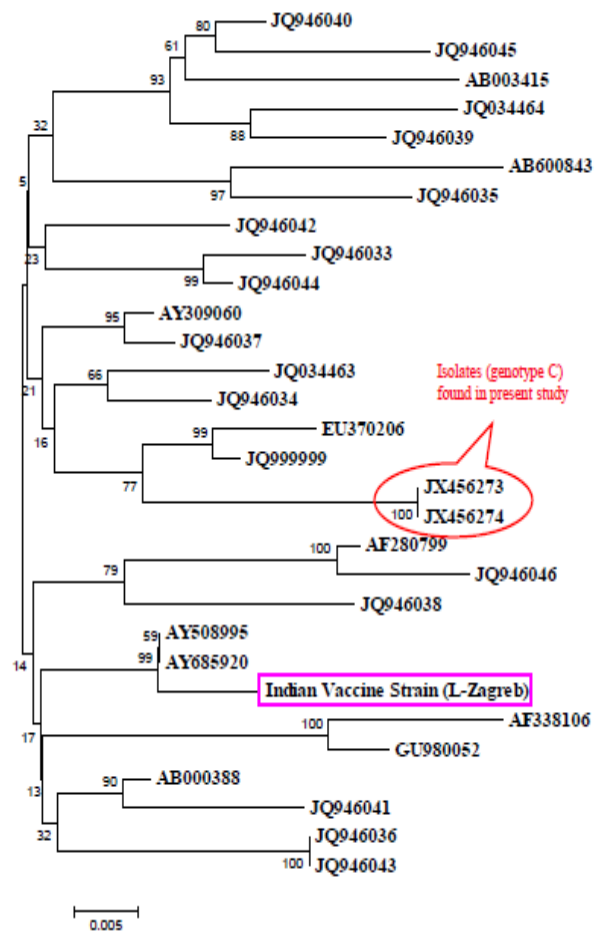 JQ946040
80
61
JQ946045
93
AB003415
JQ034464
32
88
JQ946039
AB600843
5
97
JQ946035
JQ946042
23
JQ946033
99
JQ946044
AY309060
95
JQ946037
Isolates (genotype C)
found in present study
JQ034463
66
21
JQ946034
16
EU370206
99
JQ999999
77
JX456273
100
JX456274
AF280799
100
79
JQ946046
JQ946038
59
AY508995
14
99
AY685920
Indian Vaccine Strain (L-Zagreb)
AF338106
100
17
GU980052
AB000388
90
13
JQ946041
32
JQ946036
100
JQ946043
0.005